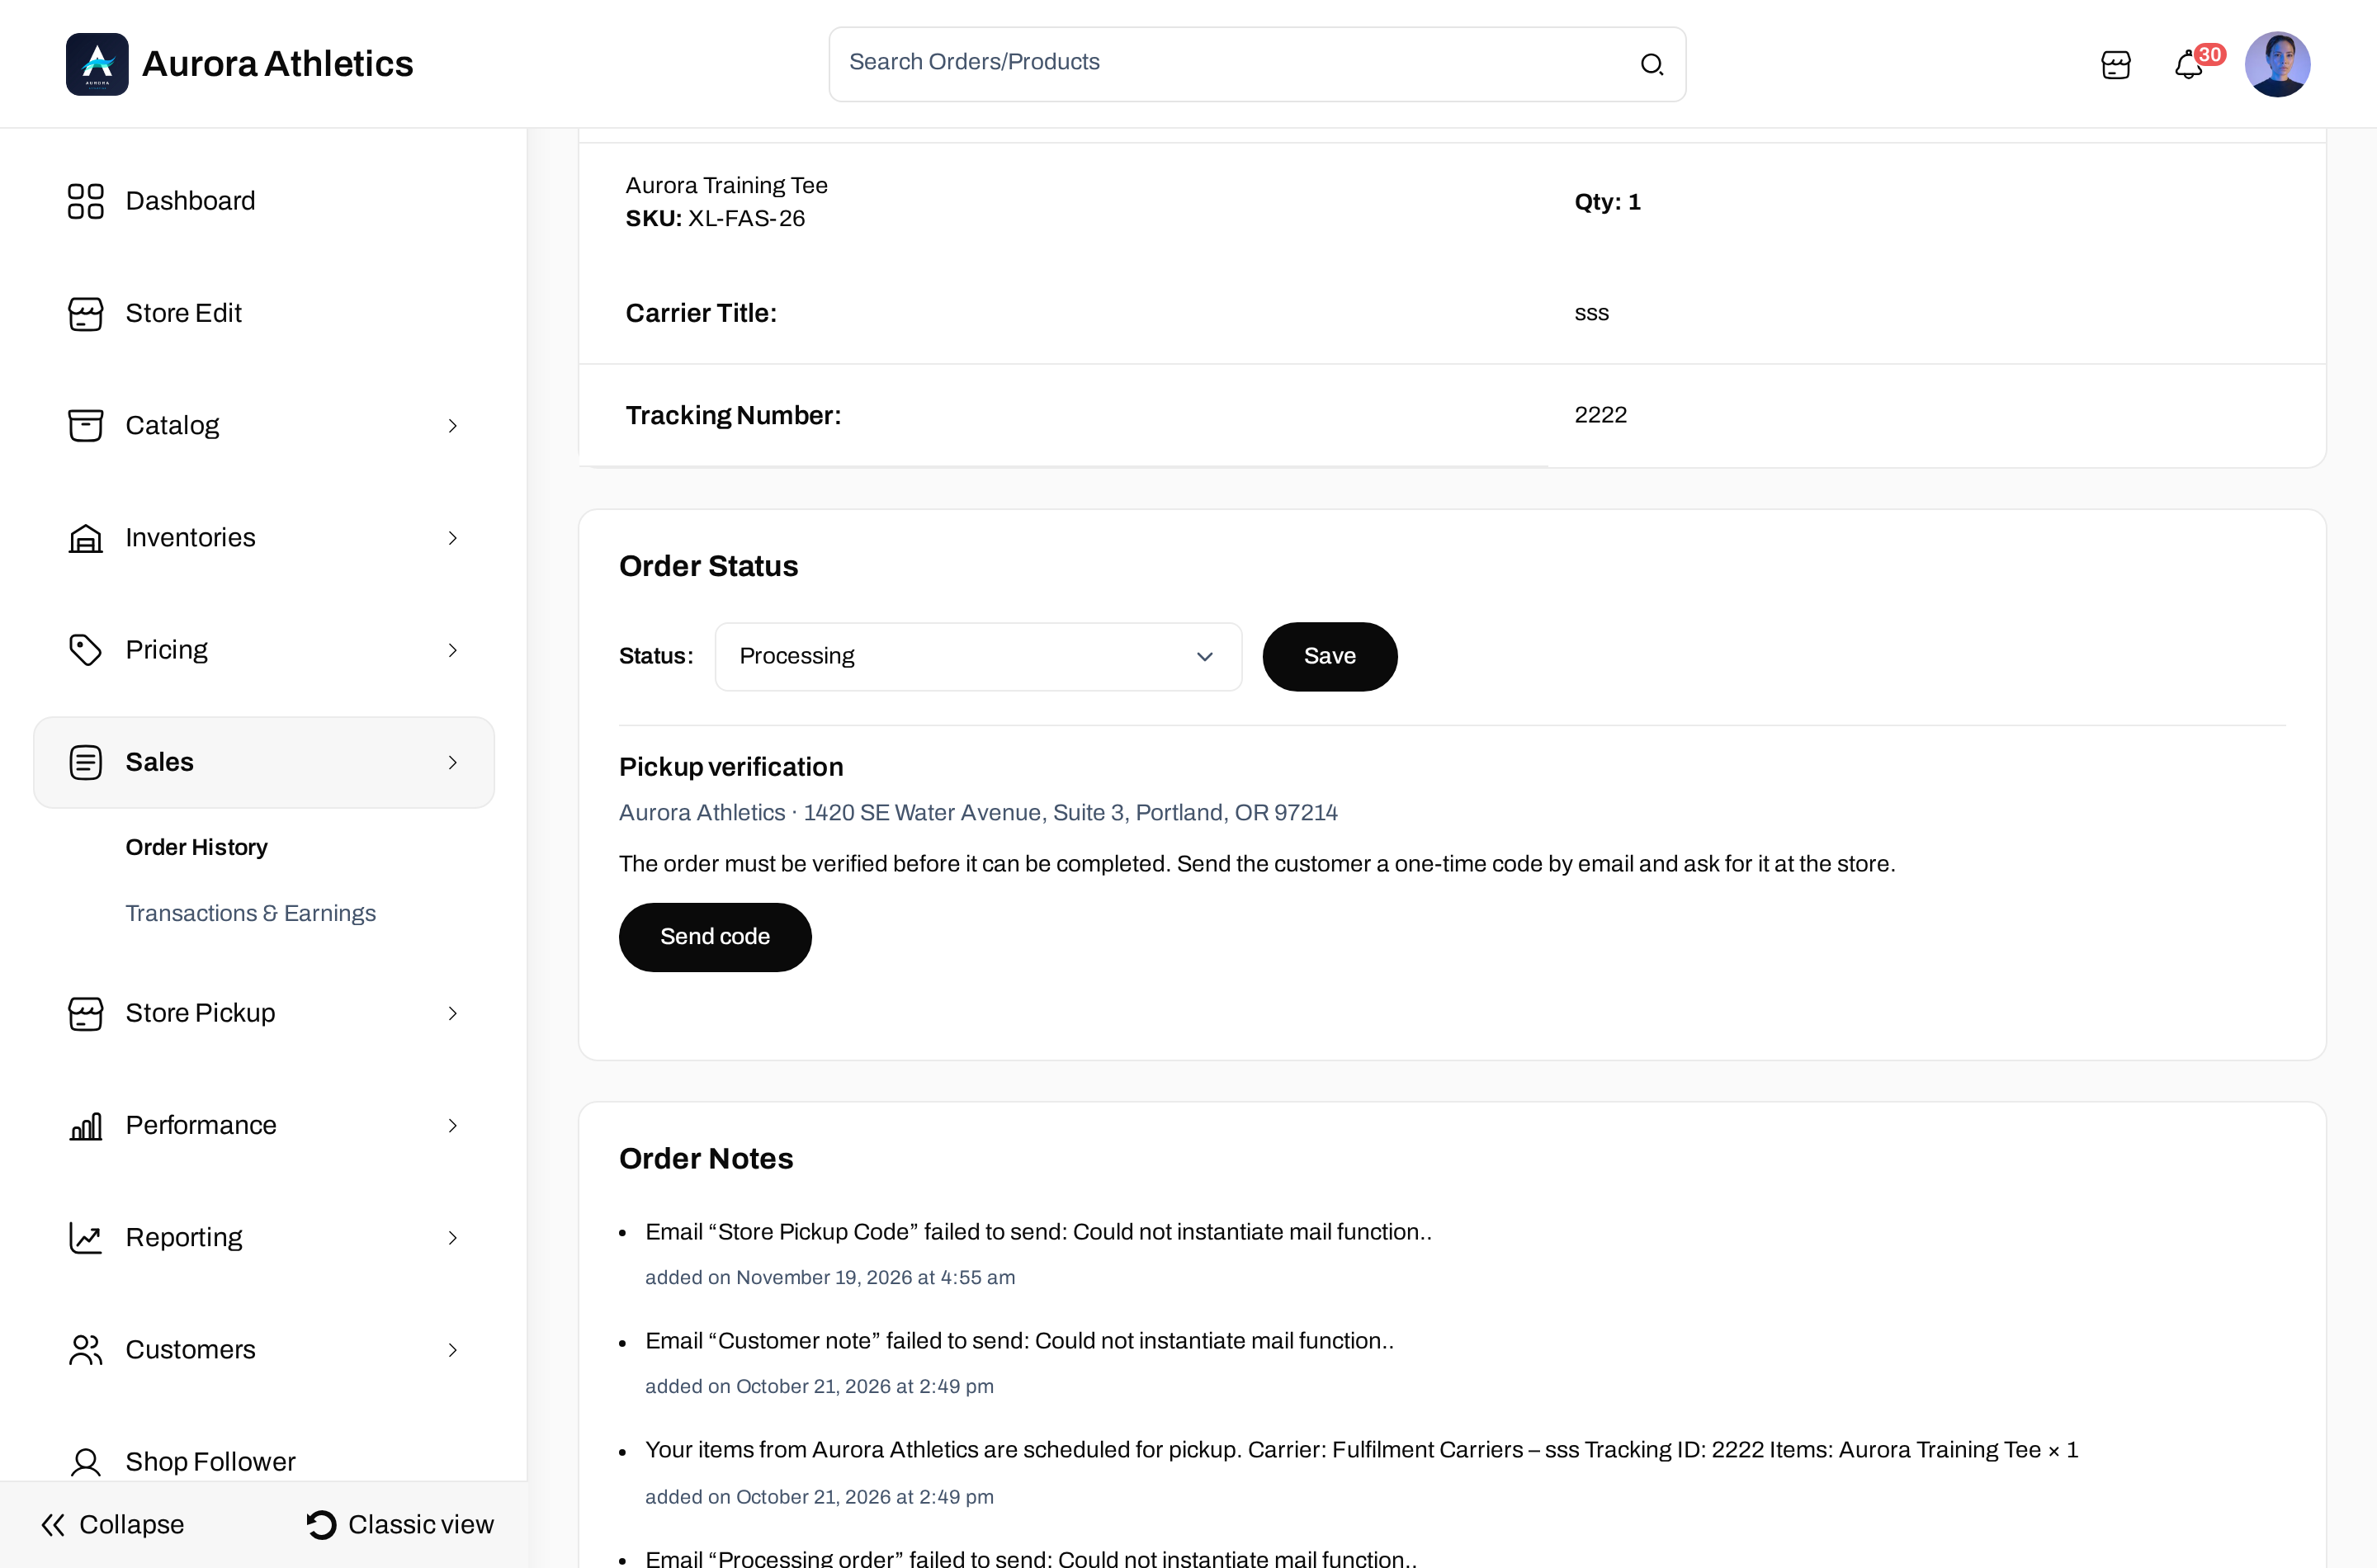 Aurora Athletics
Search Orders/Products
30
AURORA
Dashboard
Store Edit
Catalog
Inventories
Pricing
Sales
Order History
Transactions & Earnings
Store Pickup
Performance
Reporting
Customers
Shop Follower
Collapse
Classic view
Aurora Training Tee
SKU: XL-FAS-26
Qty: 1
Carrier Title:
sss
Tracking Number:
2222
Order Status
Status:
Processing
Save
Pickup verification
Aurora Athletics · 1420 SE Water Avenue, Suite 3, Portland, OR 97214
The order must be verified before it can be completed. Send the customer a one-time code by email and ask for it at the store.
Send code
Order Notes
Email “Store Pickup Code” failed to send: Could not instantiate mail function..
added on November 19, 2026 at 4:55 am
Email “Customer note” failed to send: Could not instantiate mail function..
added on October 21, 2026 at 2:49 pm
Your items from Aurora Athletics are scheduled for pickup. Carrier: Fulfilment Carriers – sss Tracking ID: 2222 Items: Aurora Training Tee × 1
added on October 21, 2026 at 2:49 pm
Email “Processing order” failed to send: Could not instantiate mail function..